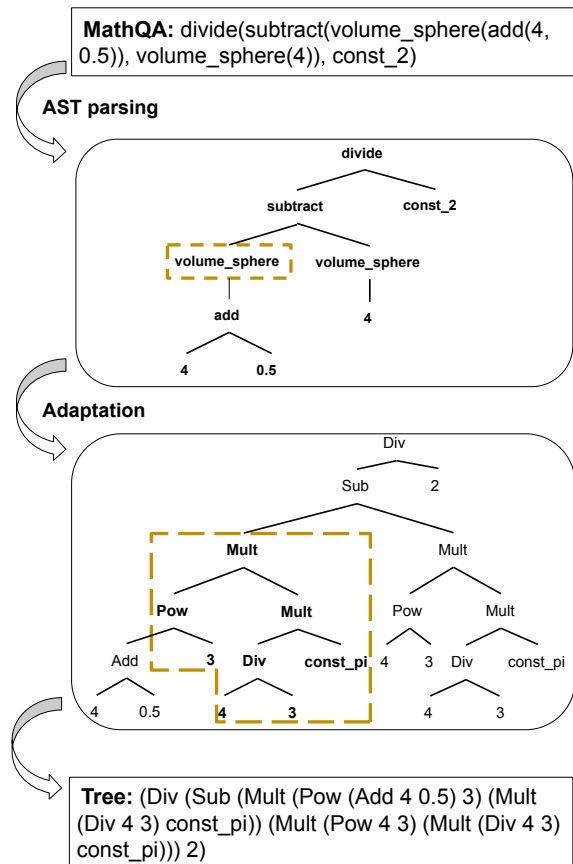 MathQA: divide(subtract(volume_sphere(add(4,
0.5)), volume_sphere(4)), const_2)
AST parsing
divide
subtract const_2
volume_sphere volume_sphere
add 4
4 0.5
Adaptation
Div
Sub 2
Mult Mult
Pow Mult Pow Mult
Add 3 Div const_pi 4 3 Div const_pi
4 0.5 4 3 4 3
Tree: (Div (Sub (Mult (Pow (Add 4 0.5) 3) (Mult
(Div 4 3) const_pi)) (Mult (Pow 4 3) (Mult (Div 4 3)
const_pi))) 2)